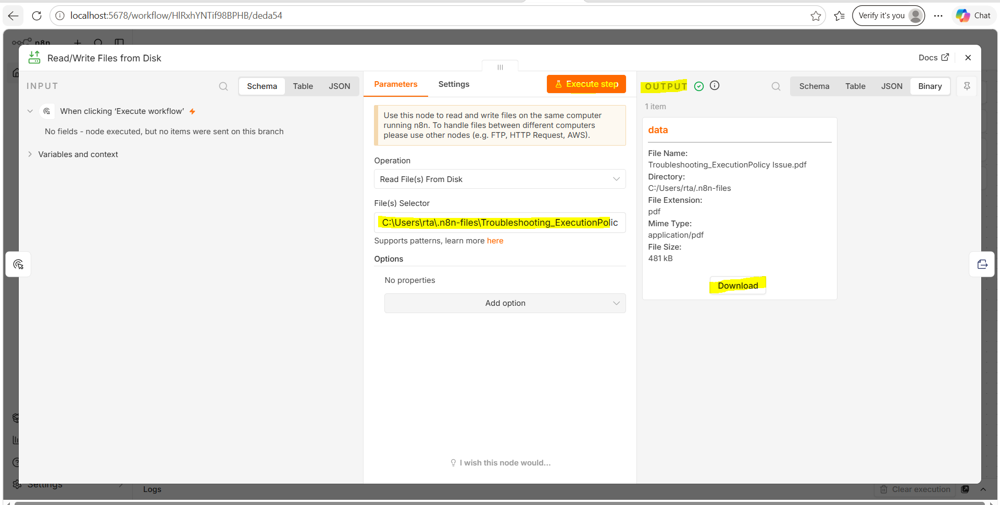 localhost:5678/workflow/HlRxhYNTif98BPHB/deda54
Verify it's you
Chat
n8n
Read/Write Files from Disk
Docs
INPUT
Schema
Table
JSON
When clicking ‘Execute workflow’
No fields - node executed, but no items were sent on this branch
Variables and context
Parameters
Settings
Execute step
Use this node to read and write files on the same computer
running n8n. To handle files between different computers
please use other nodes (e.g. FTP, HTTP Request, AWS).
Operation
Read File(s) From Disk
File(s) Selector
C:\Users\rta\.n8n-files\Troubleshooting_ExecutionPolic
Supports patterns, learn more here
Options
No properties
Add option
I wish this node would...
OUTPUT
Schema
Table
JSON
Binary
1 item
data
File Name:
Troubleshooting_ExecutionPolicy Issue.pdf
Directory:
C:/Users/rta/.n8n-files
File Extension:
pdf
Mime Type:
application/pdf
File Size:
481 kB
Download
Settings
Logs
Clear execution